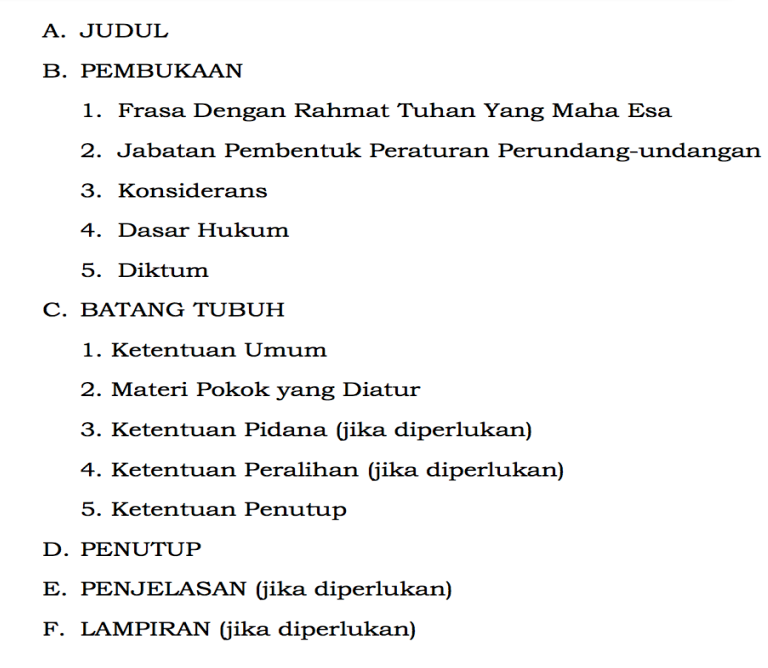 A. JUDUL
B. PEMBUKAAN
1. Frasa Dengan Rahmat Tuhan Yang Maha Esa
2. Jabatan Pembentuk Peraturan Perundang-undangan
3. Konsiderans
4. Dasar Hukum
5. Diktum
C. BATANG TUBUH
1. Ketentuan Umum
2. Materi Pokok yang Diatur
3. Ketentuan Pidana (jika diperlukan)
4. Ketentuan Peralihan (jika diperlukan)
5. Ketentuan Penutup
D. PENUTUP
E. PENJELASAN (jika diperlukan)
F. LAMPIRAN (jika diperlukan)